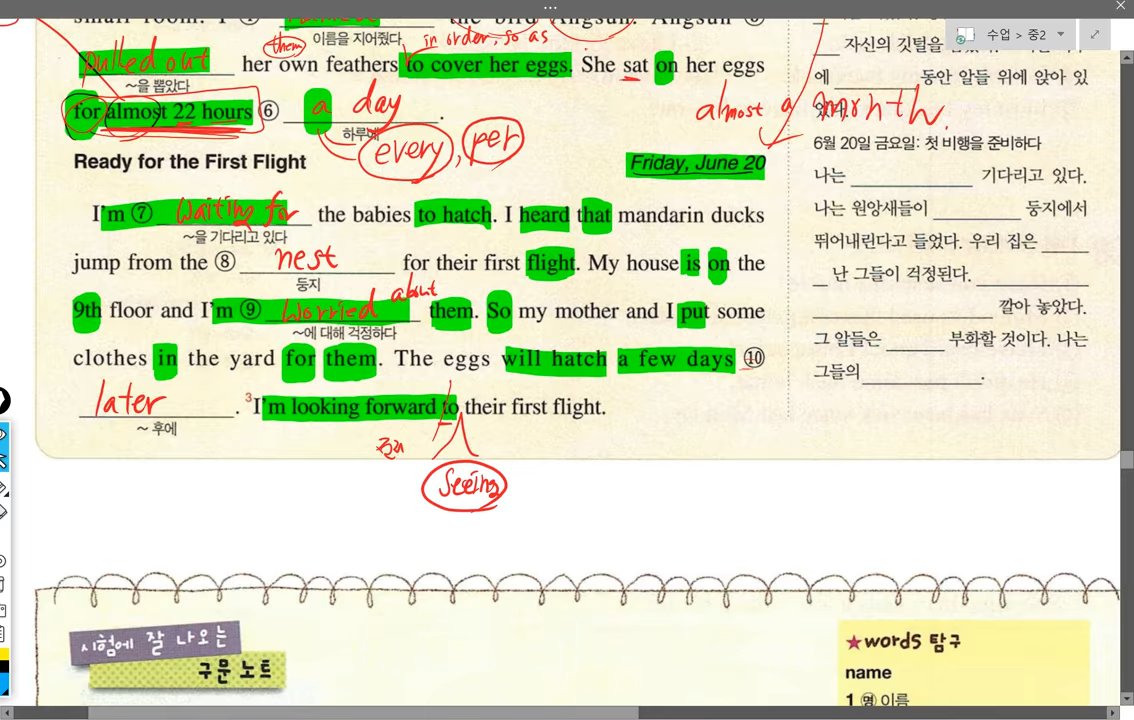 수업 > 중2
small room. I the bird Angsun. Angsun
them 이름을 지어줬다 in order, so as
pulled out her own feathers to cover her eggs. She sat on her eggs
~을 뽑았다
for almost 22 hours ⑥ a day.
하루에
every, per
almost a month.
Ready for the First Flight
Friday, June 20
I'm ⑦ waiting for the babies to hatch. I heard that mandarin ducks
~을 기다리고 있다
jump from the ⑧ nest for their first flight. My house is on the
둥지
about
9th floor and I'm ⑨ worried them. So my mother and I put some
~에 대해 걱정하다
clothes in the yard for them. The eggs will hatch a few days ⑩
later. ³I'm looking forward to their first flight.
~ 후에
seeing
자신의 깃털을
에 동안 알들 위에 앉아 있
었다.
6월 20일 금요일: 첫 비행을 준비하다
나는 기다리고 있다.
나는 원앙새들이 둥지에서
뛰어내린다고 들었다. 우리 집은
난 그들이 걱정된다.
깔아 놓았다.
그 알들은 부화할 것이다. 나는
그들의
시험에 잘 나오는
구문 노트
★words 탐구
name
1 명 이름